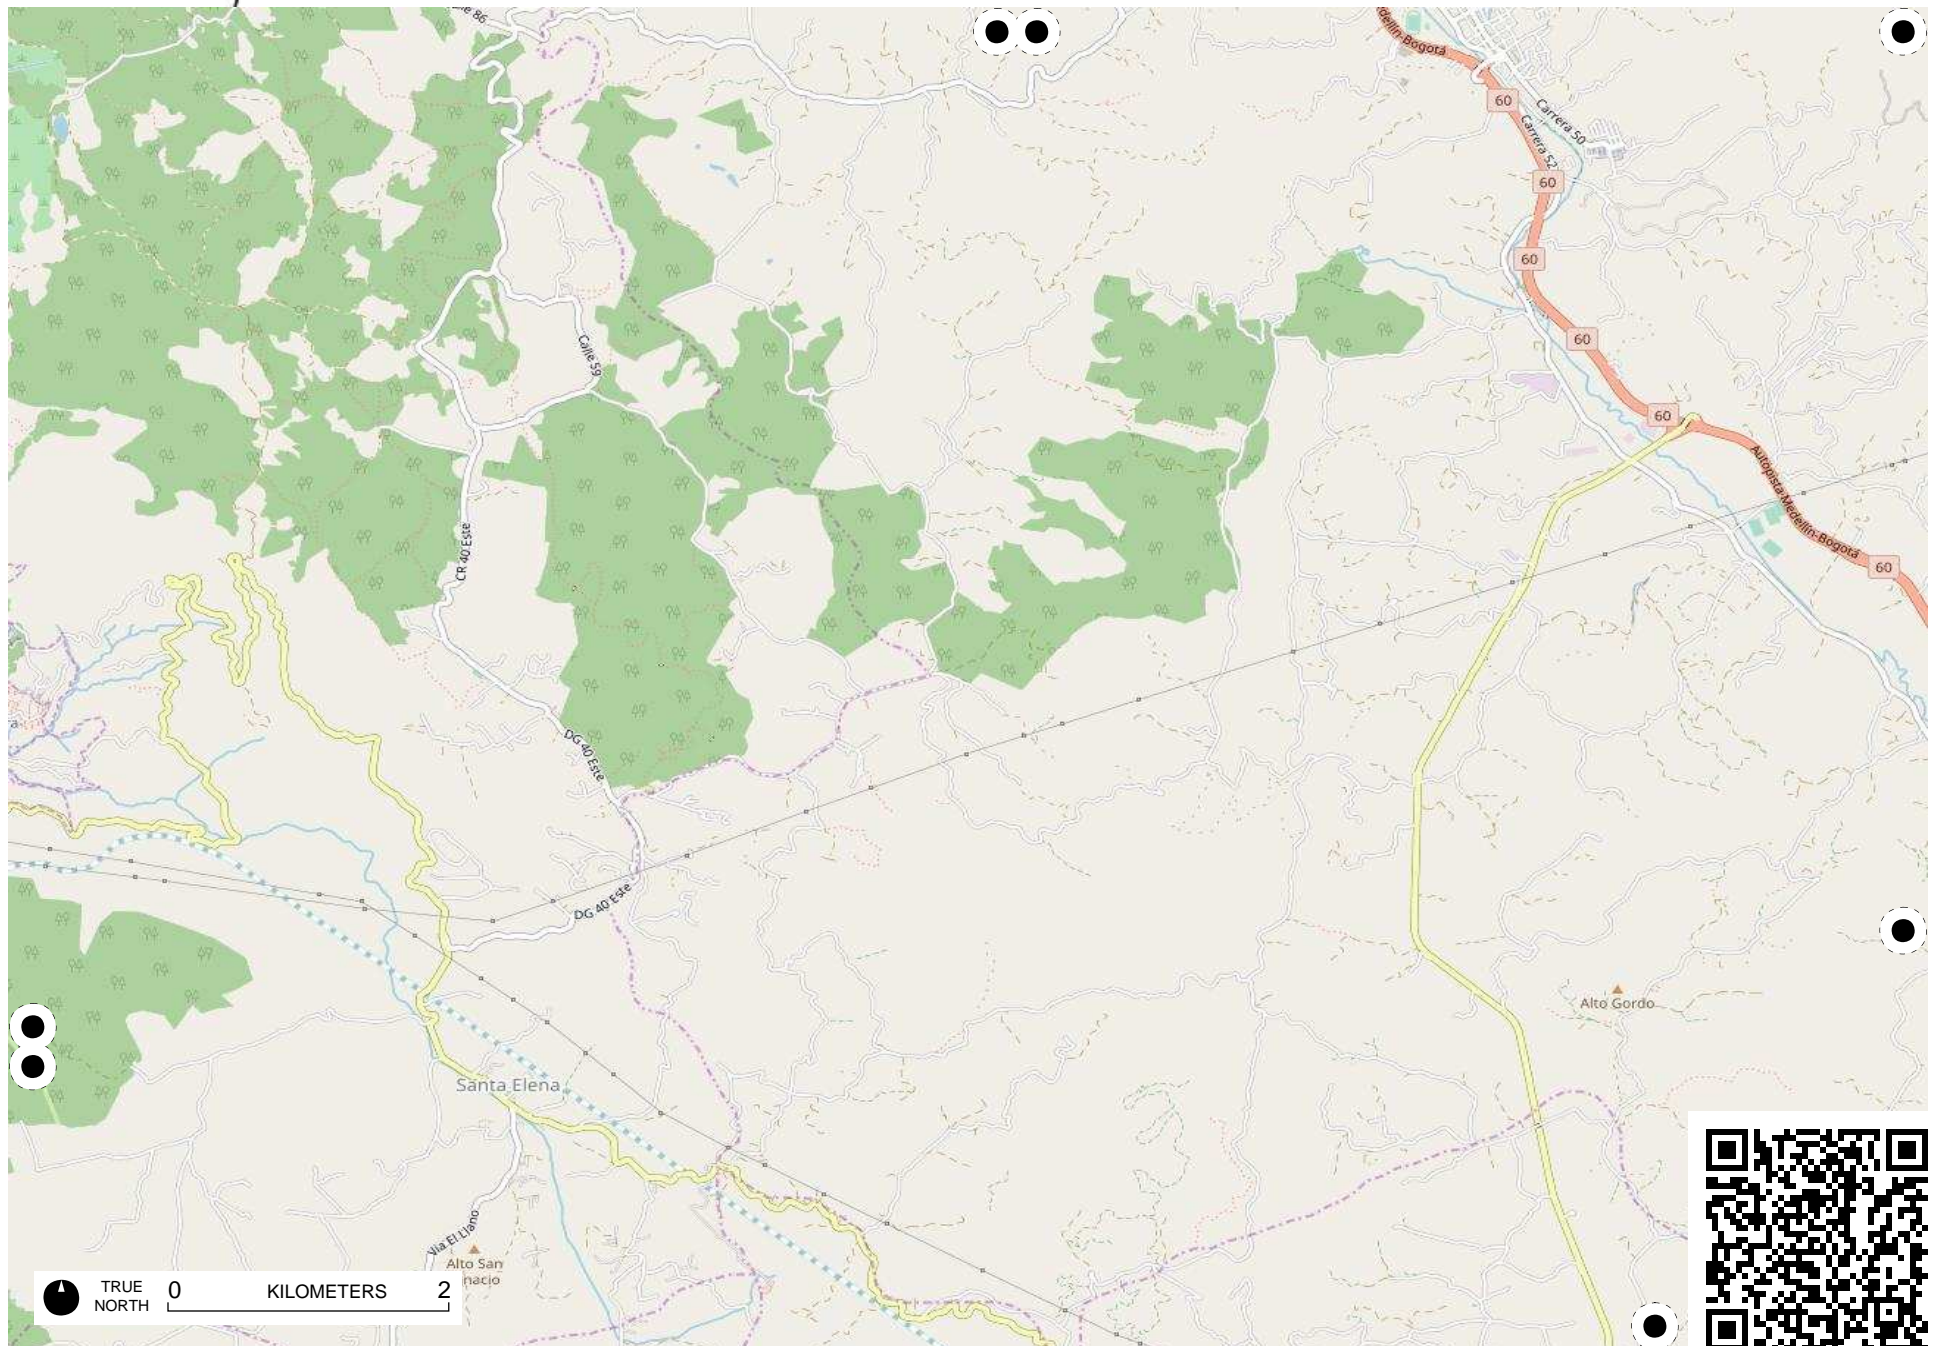 60
Carrera 50
Carrera 52
60
60
Calle 59
60
60
Autopista Medellín-Bogotá
CR 40 Este
60
DG 40 Este
DG 40 Este
Alto Gordo
Santa Elena
Vía El Llano
Alto San
TRUE
NORTH
0 KILOMETERS 2